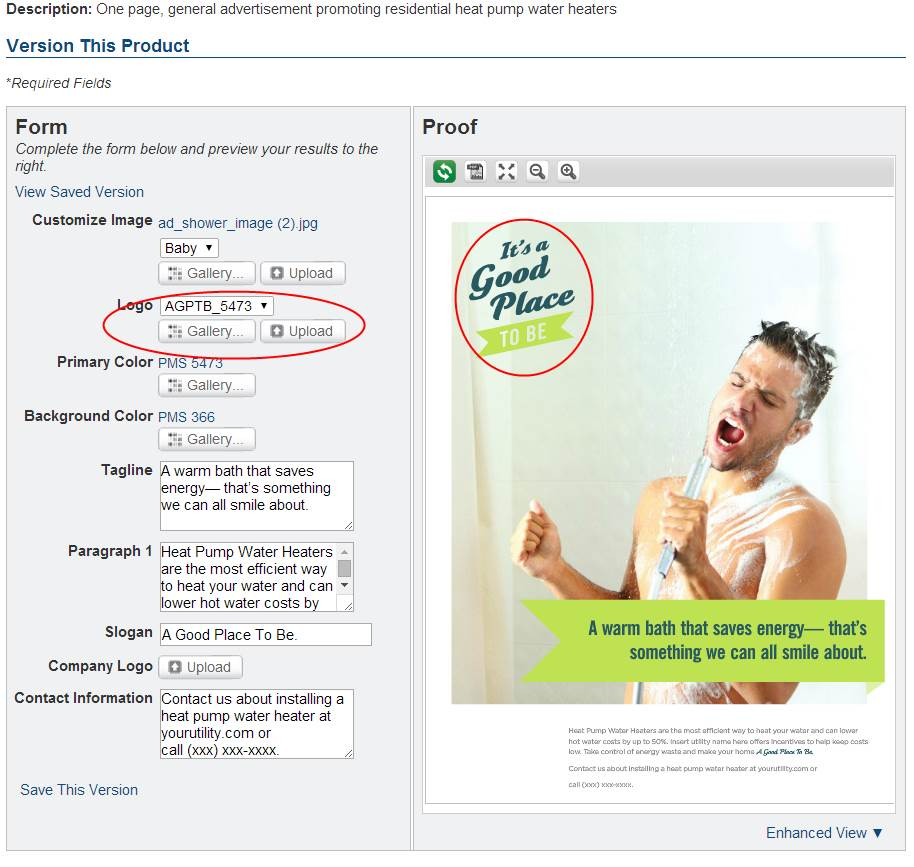 Description: One page, general advertisement promoting residential heat pump water heaters
Version This Product
*Required Fields
Form
Complete the form below and preview your results to the
right.
View Saved Version
Customize Image ad_shower_image (2).jpg
Baby
Gallery... Upload
Logo AGPTB_5473
Gallery... Upload
Primary Color PMS 5473
Gallery...
Background Color PMS 366
Gallery...
Tagline A warm bath that saves
energy— that's something
we can all smile about.
Paragraph 1 Heat Pump Water Heaters
are the most efficient way
to heat your water and can
lower hot water costs by
Slogan A Good Place To Be.
Company Logo Upload
Contact Information Contact us about installing a
heat pump water heater at
yourutility.com or
call (xxx) xxx-xxxx.
Save This Version
Proof
It's a
Good
Place
TO BE
A warm bath that saves energy— that's
something we can all smile about.
Heat Pump Water Heaters are the most efficient way to heat your water and can lower
hot water costs by up to 50%. Insert utility name here offers incentives to help keep costs
low. Take control of energy waste and make your home A Good Place To Be.
Contact us about installing a heat pump water heater at yourutility.com or
call (xxx) xxx-xxxx.
Enhanced View ▼